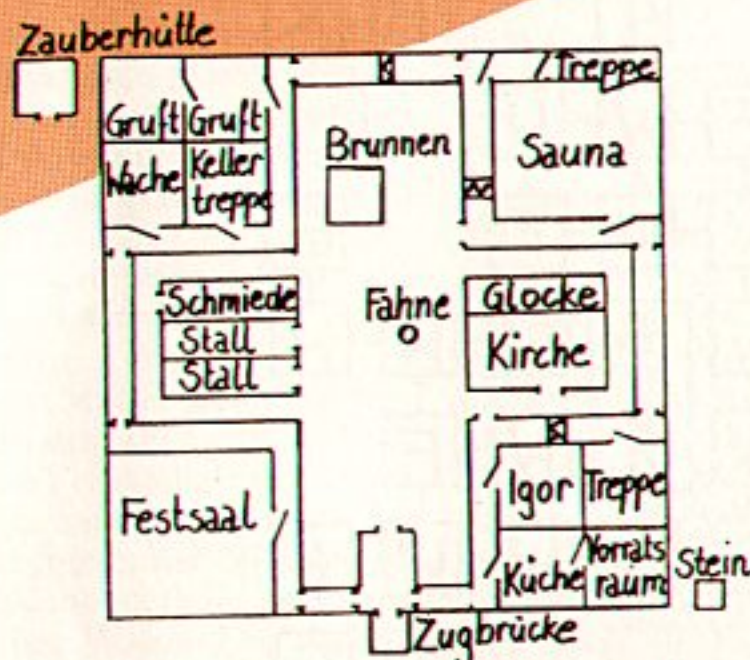 Zauberhütte
Treppe
Gruft Gruft
Brunnen
Sauna
Wache Keller
treppe
Schmiede
Fahne
Glocke
Stall
Kirche
Stall
Festsaal
Igor Treppe
Küche Vorrats
raum
Stein
Zugbrücke